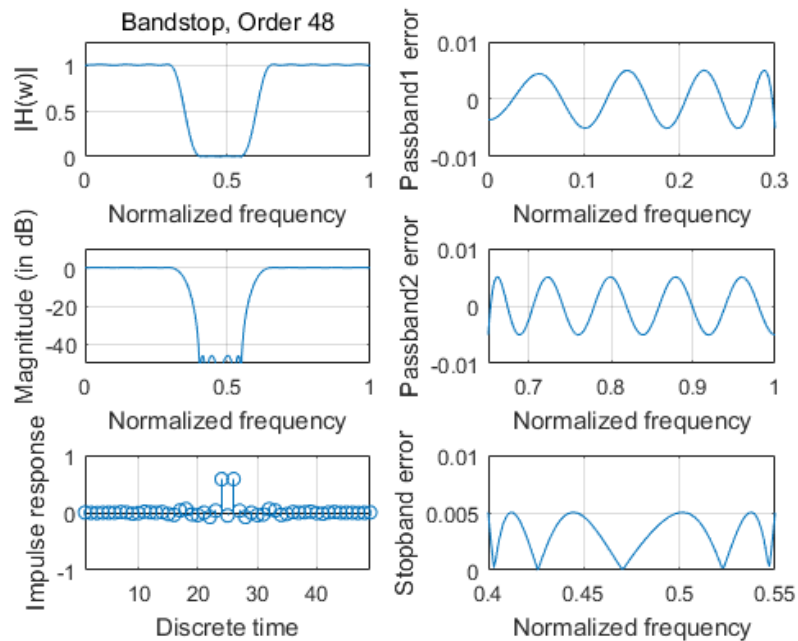 Bandstop, Order 48
|H(w)|
1
0.5
0
0 0.5 1
Normalized frequency
Passband1 error
0.01
0
-0.01
0 0.1 0.2 0.3
Normalized frequency
Magnitude (in dB)
0
-20
-40
0 0.5 1
Normalized frequency
Passband2 error
0.01
0
-0.01
0.7 0.8 0.9 1
Normalized frequency
Impulse response
1
0
-1
10 20 30 40
Discrete time
Stopband error
0.01
0.005
0
0.4 0.45 0.5 0.55
Normalized frequency